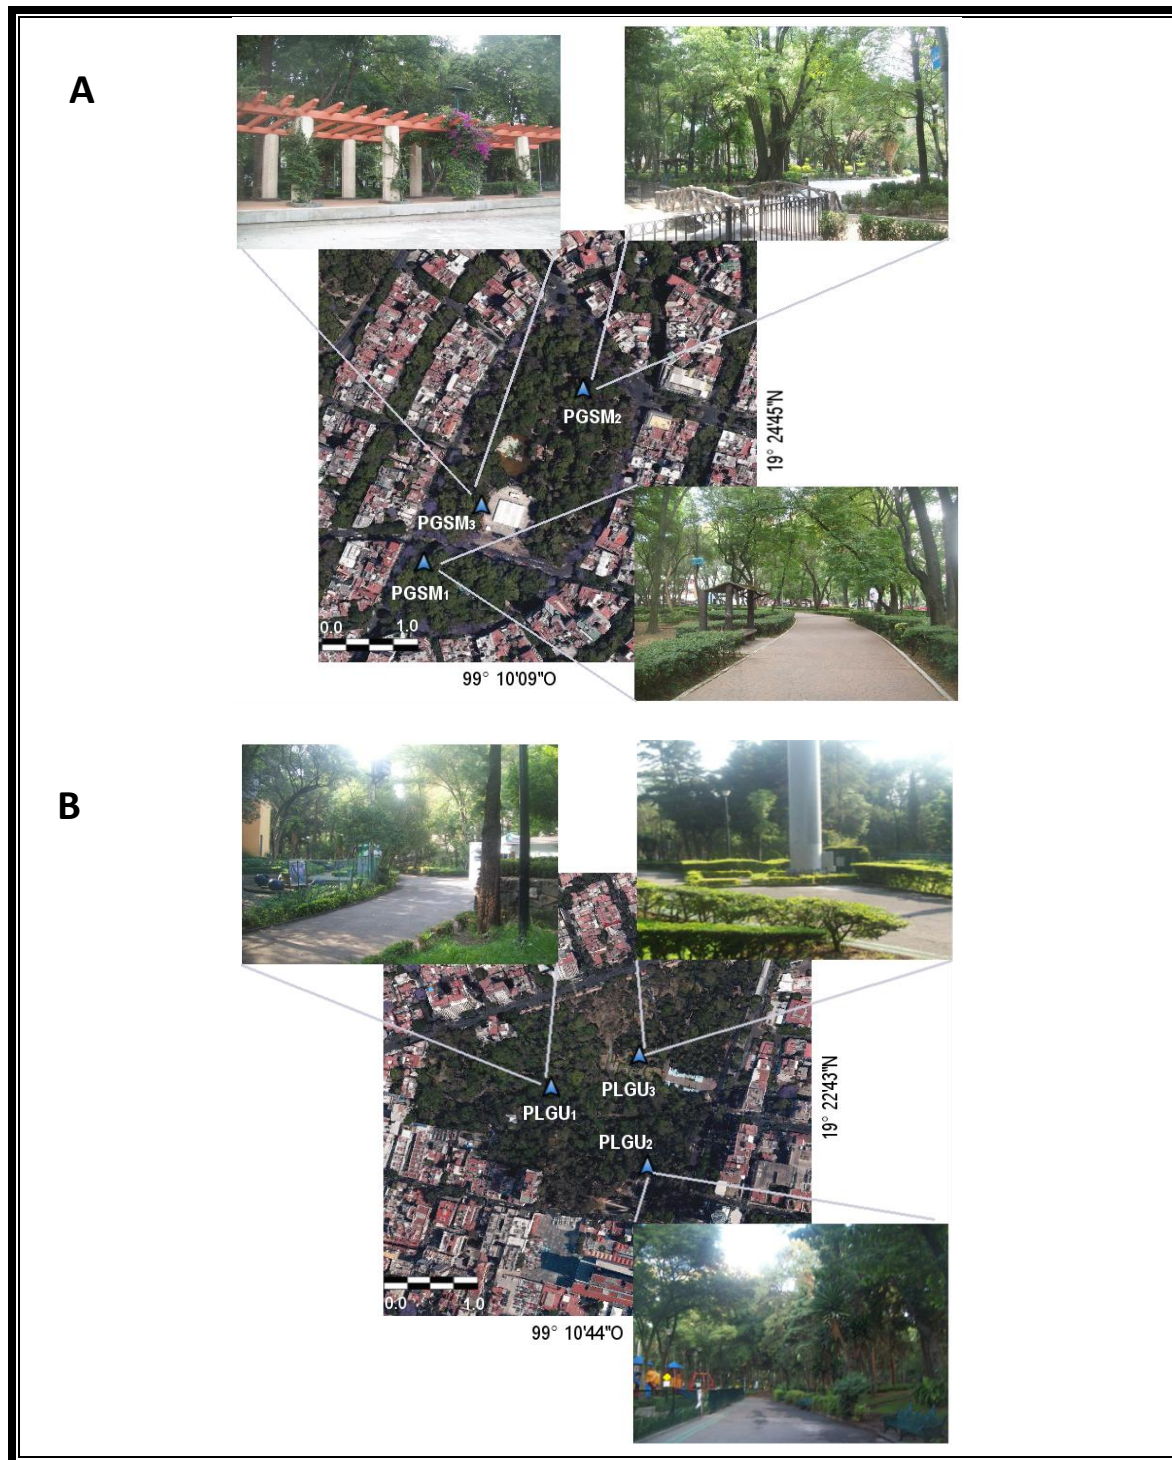 A
PGSM₂
19° 24'45"N
PGSM₃
PGSM₁
0.0 1.0
99° 10'09"O
B
PLGU₃
PLGU₁
19° 22'43"N
PLGU₂
0.0 1.0
99° 10'44"O